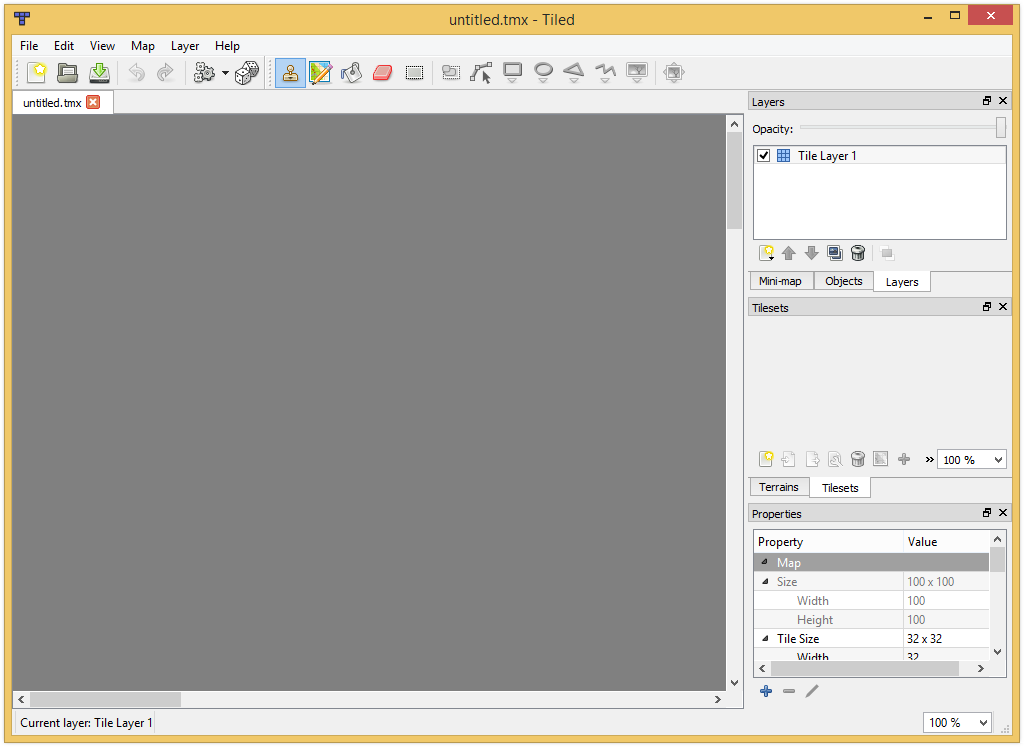 untitled.tmx - Tiled
File Edit View Map Layer Help
untitled.tmx
Layers
Opacity:
Tile Layer 1
Mini-map Objects Layers
Tilesets
100 %
Terrains Tilesets
Properties
Property Value
Map
Size 100 x 100
Width 100
Height 100
Tile Size 32 x 32
Width 32
Current layer: Tile Layer 1
100 %